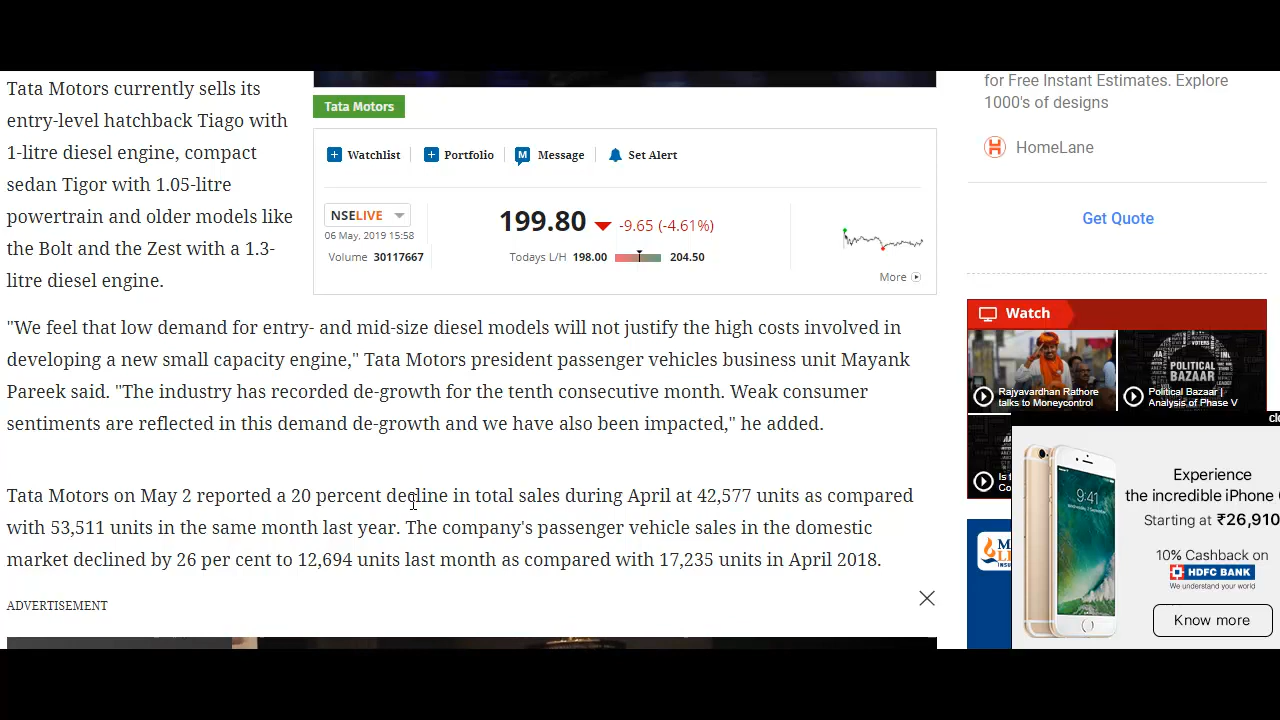 Tata Motors currently sells its
entry-level hatchback Tiago with
1-litre diesel engine, compact
sedan Tigor with 1.05-litre
powertrain and older models like
the Bolt and the Zest with a 1.3-
litre diesel engine.
Tata Motors
Watchlist
Portfolio
M Message
Set Alert
NSELIVE
06 May, 2019 15:58
Volume 30117667
199.80 -9.65 (-4.61%)
Todays L/H 198.00 204.50
More
"We feel that low demand for entry- and mid-size diesel models will not justify the high costs involved in
developing a new small capacity engine," Tata Motors president passenger vehicles business unit Mayank
Pareek said. "The industry has recorded de-growth for the tenth consecutive month. Weak consumer
sentiments are reflected in this demand de-growth and we have also been impacted," he added.
Tata Motors on May 2 reported a 20 percent decline in total sales during April at 42,577 units as compared
with 53,511 units in the same month last year. The company's passenger vehicle sales in the domestic
market declined by 26 per cent to 12,694 units last month as compared with 17,235 units in April 2018.
ADVERTISEMENT
for Free Instant Estimates. Explore
1000's of designs
HomeLane
Get Quote
Watch
Rajyavardhan Rathore
talks to Moneycontrol
POLITICAL
BAZAAR
Political Bazaar |
Analysis of Phase V
Is
Co
clo
Experience
the incredible iPhone
Starting at ₹26,910
10% Cashback on
HDFC BANK
We understand your world
Know more
9:41
M
L
INSU